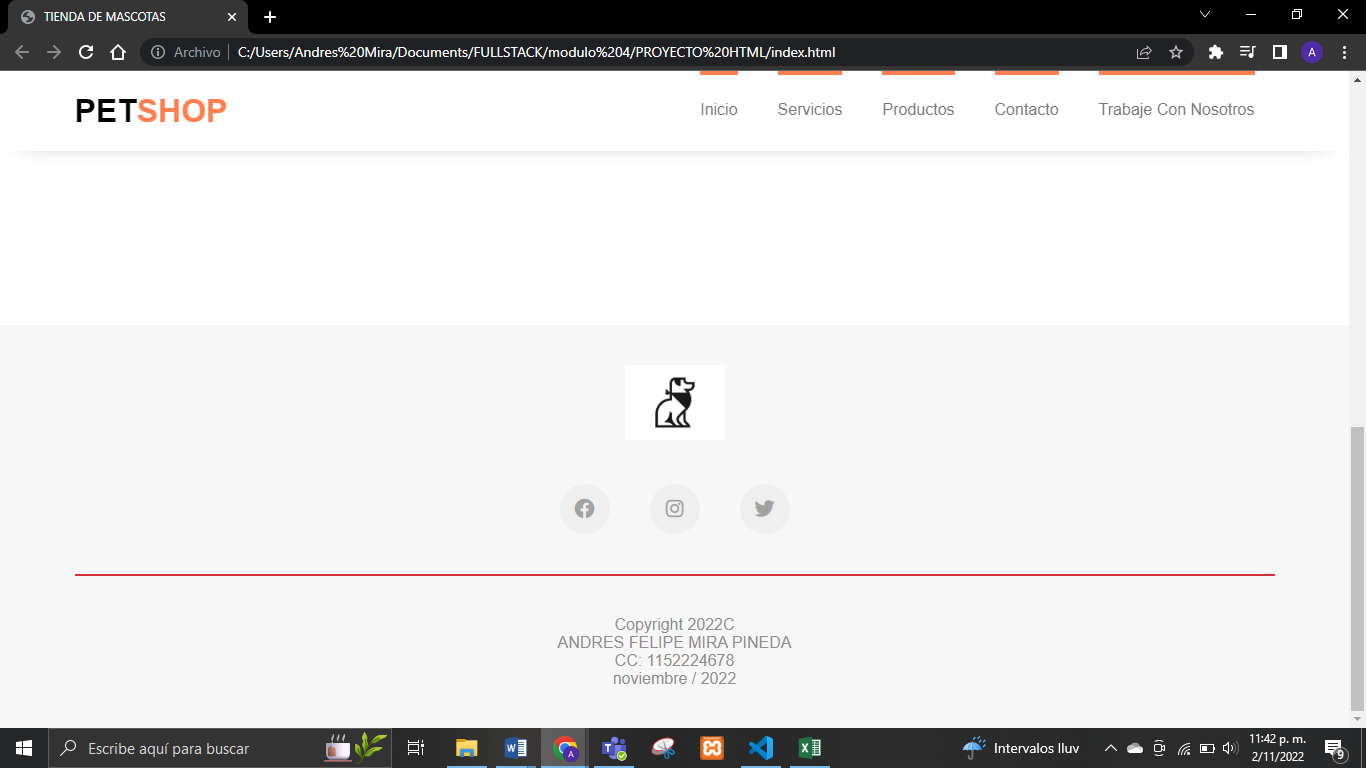 TIENDA DE MASCOTAS
Archivo
C:/Users/Andres%20Mira/Documents/FULLSTACK/modulo%204/PROYECTO%20HTML/index.html
A
PETSHOP
Inicio
Servicios
Productos
Contacto
Trabaje Con Nosotros
Copyright 2022C
ANDRES FELIPE MIRA PINEDA
CC: 1152224678
noviembre / 2022
Escribe aquí para buscar
Intervalos lluv
11:42 p. m.
2/11/2022
9